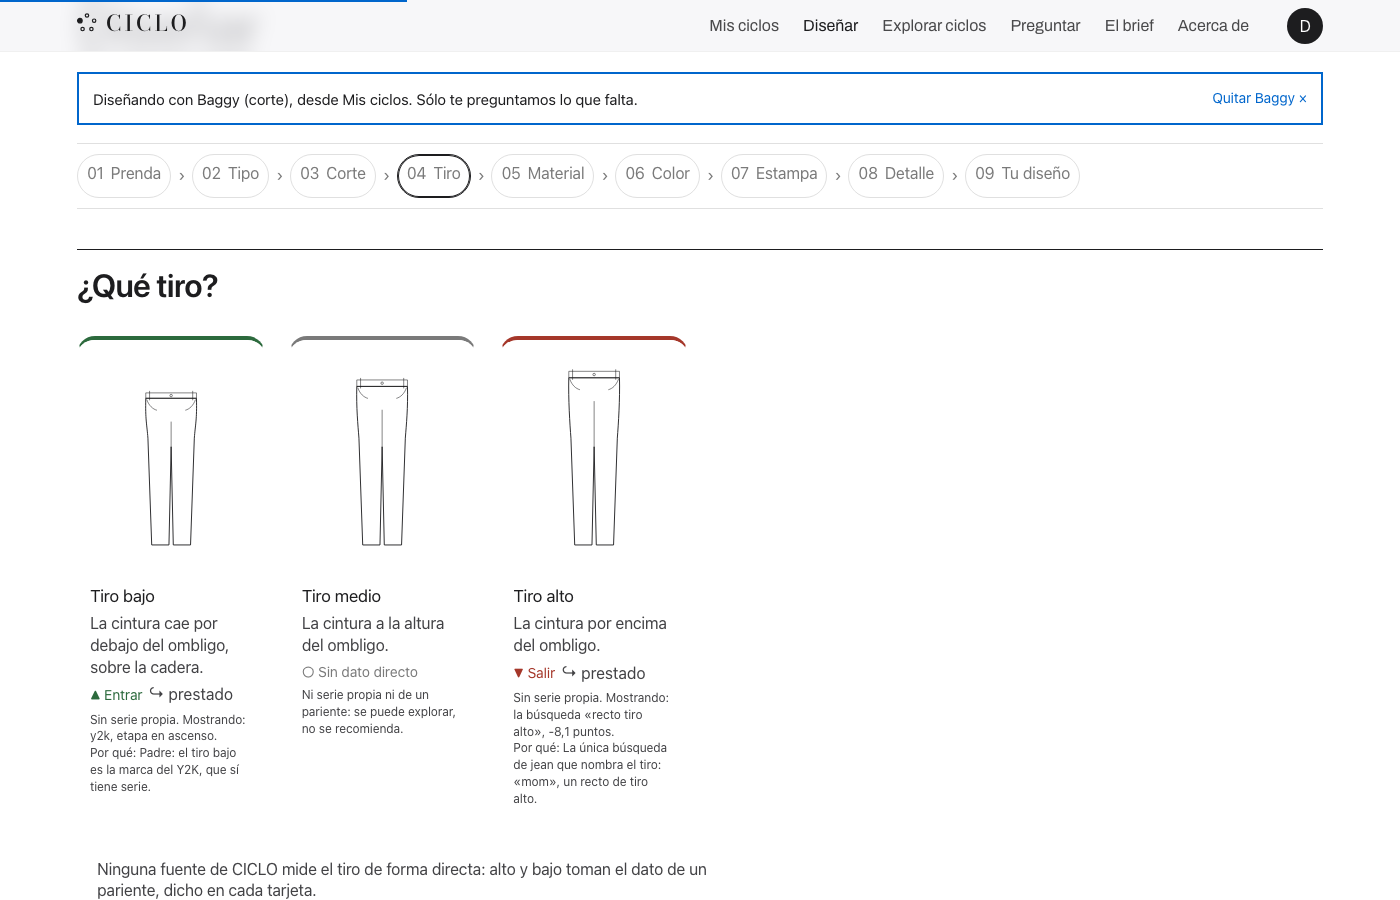 CICLO
Mis ciclos
Diseñar
Explorar ciclos
Preguntar
El brief
Acerca de
D
Diseñando con Baggy (corte), desde Mis ciclos. Sólo te preguntamos lo que falta.
Quitar Baggy ×
01 Prenda › 02 Tipo › 03 Corte › 04 Tiro › 05 Material › 06 Color › 07 Estampa › 08 Detalle › 09 Tu diseño
¿Qué tiro?
Tiro bajo
La cintura cae por
debajo del ombligo,
sobre la cadera.
▲ Entrar ↪ prestado
Sin serie propia. Mostrando:
y2k, etapa en ascenso.
Por qué: Padre: el tiro bajo
es la marca del Y2K, que sí
tiene serie.
Tiro medio
La cintura a la altura
del ombligo.
○ Sin dato directo
Ni serie propia ni de un
pariente: se puede explorar,
no se recomienda.
Tiro alto
La cintura por encima
del ombligo.
▼ Salir ↪ prestado
Sin serie propia. Mostrando:
la búsqueda «recto tiro
alto», -8,1 puntos.
Por qué: La única búsqueda
de jean que nombra el tiro:
«mom», un recto de tiro
alto.
Ninguna fuente de CICLO mide el tiro de forma directa: alto y bajo toman el dato de un
pariente, dicho en cada tarjeta.